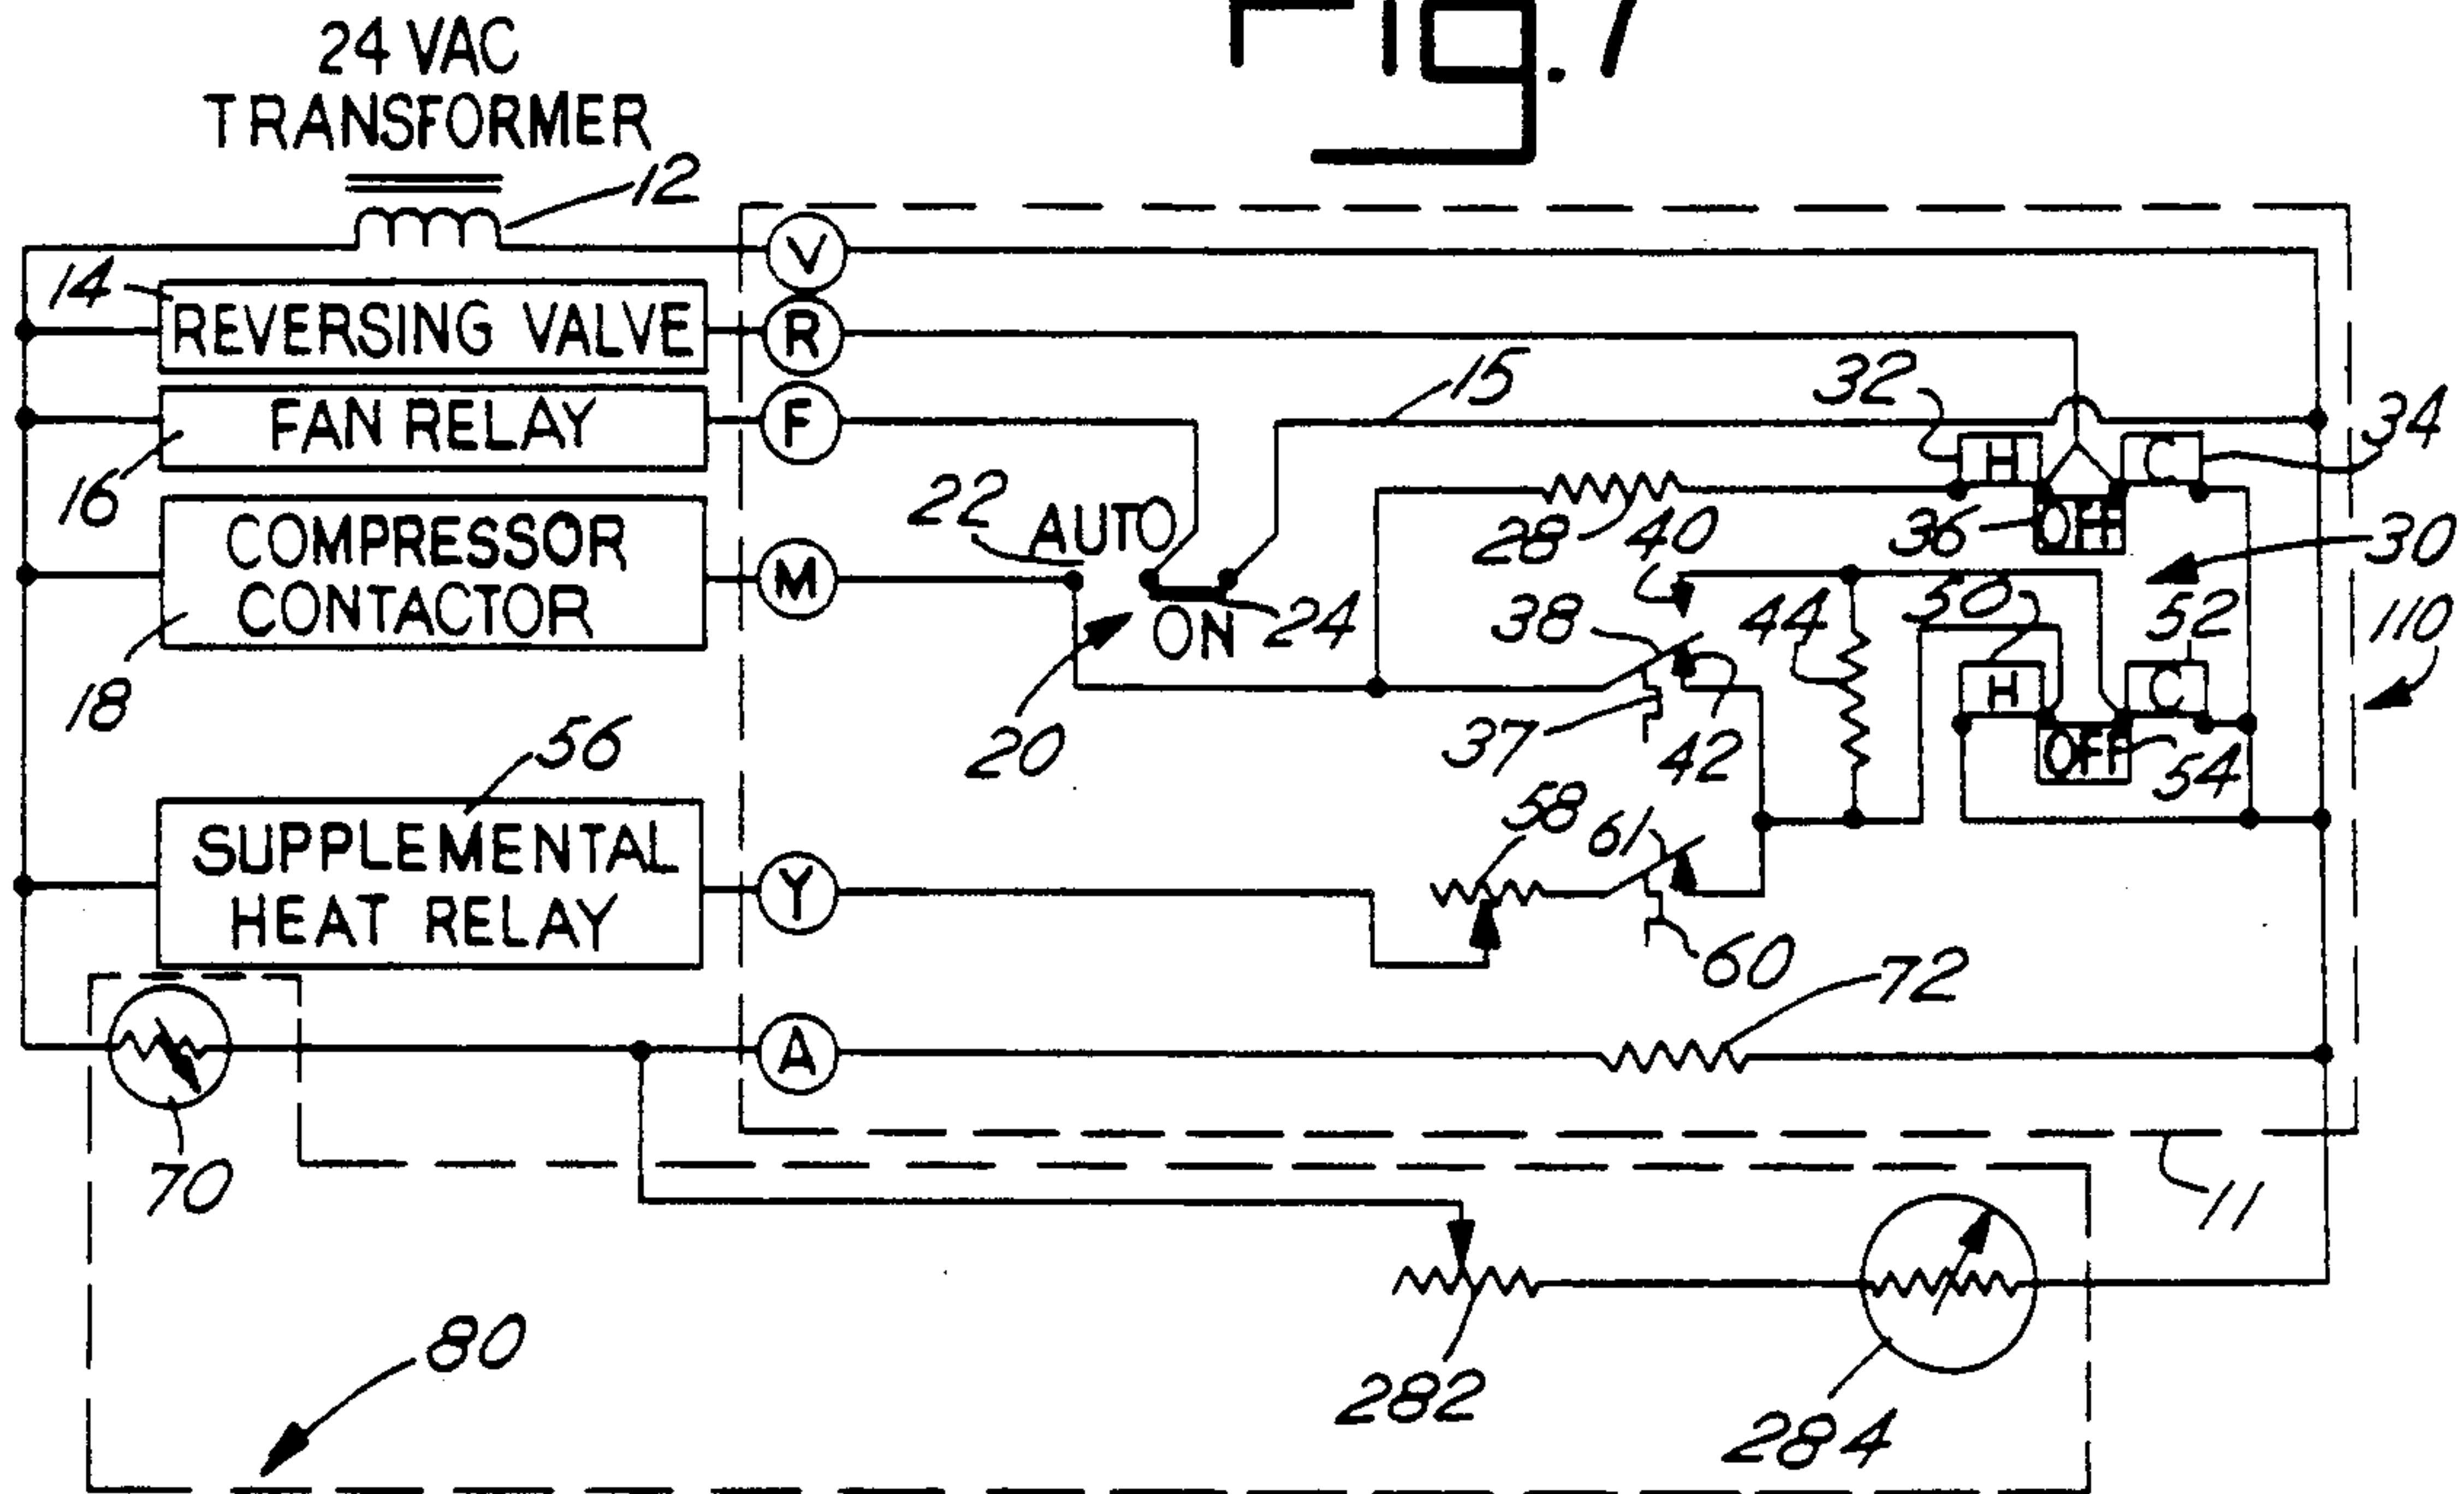 Fig. 7
24 VAC
TRANSFORMER
12
V
14
REVERSING VALVE
R
15
32
34
FAN RELAY
F
H
C
16
22
AUTO
28
40
36
OFF
30
COMPRESSOR
CONTACTOR
M
ON
24
38
44
50
52
110
18
20
37
42
H
C
OFF
54
56
58
61
SUPPLEMENTAL
HEAT RELAY
Y
60
72
A
70
11
80
282
284